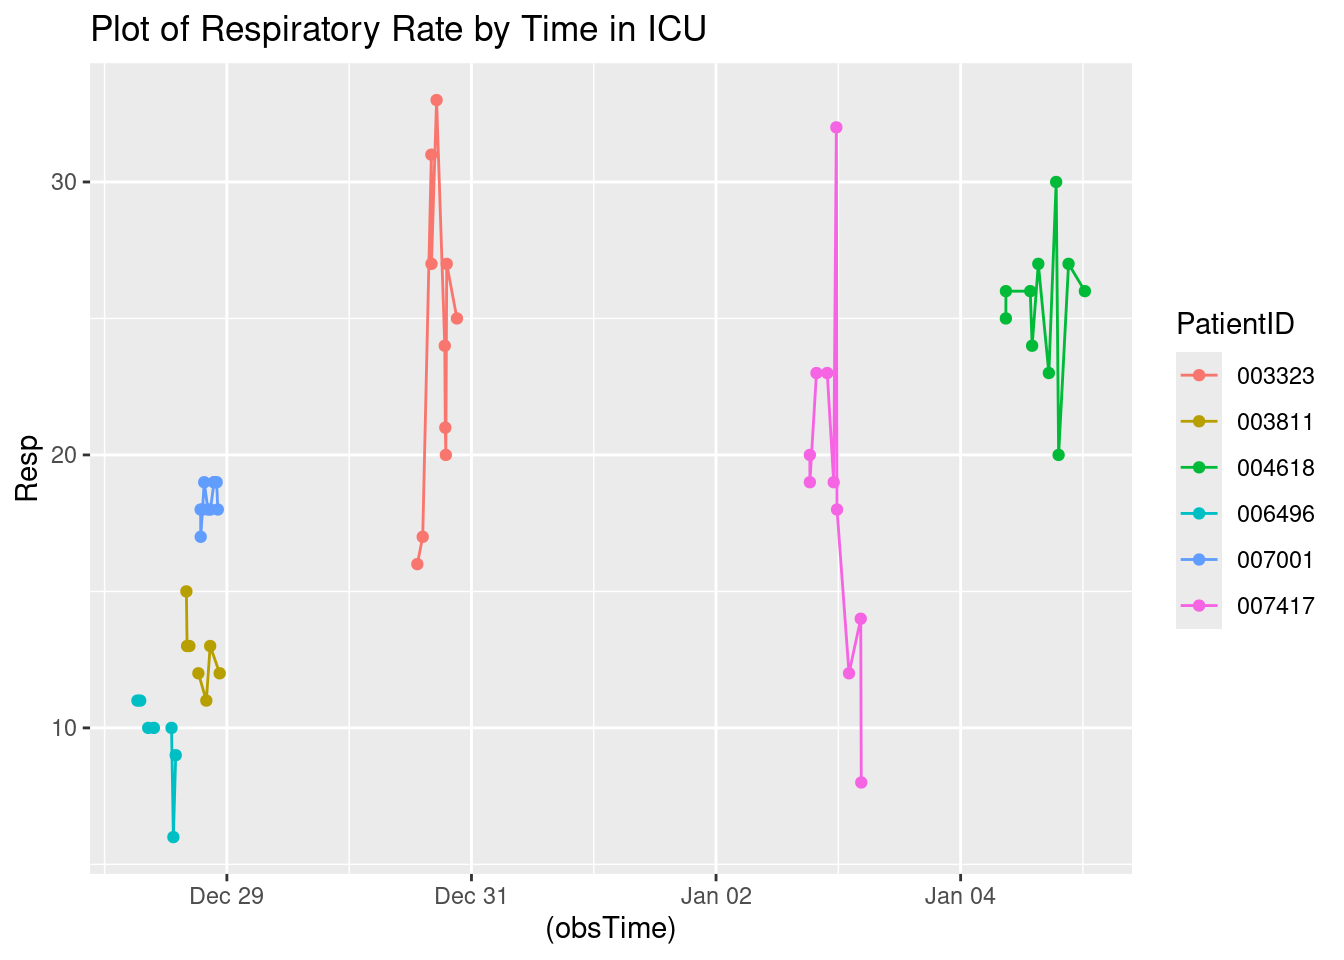 Plot of Respiratory Rate by Time in ICU
Resp
30
20
10
Dec 29
Dec 31
Jan 02
Jan 04
(obsTime)
PatientID
003323
003811
004618
006496
007001
007417